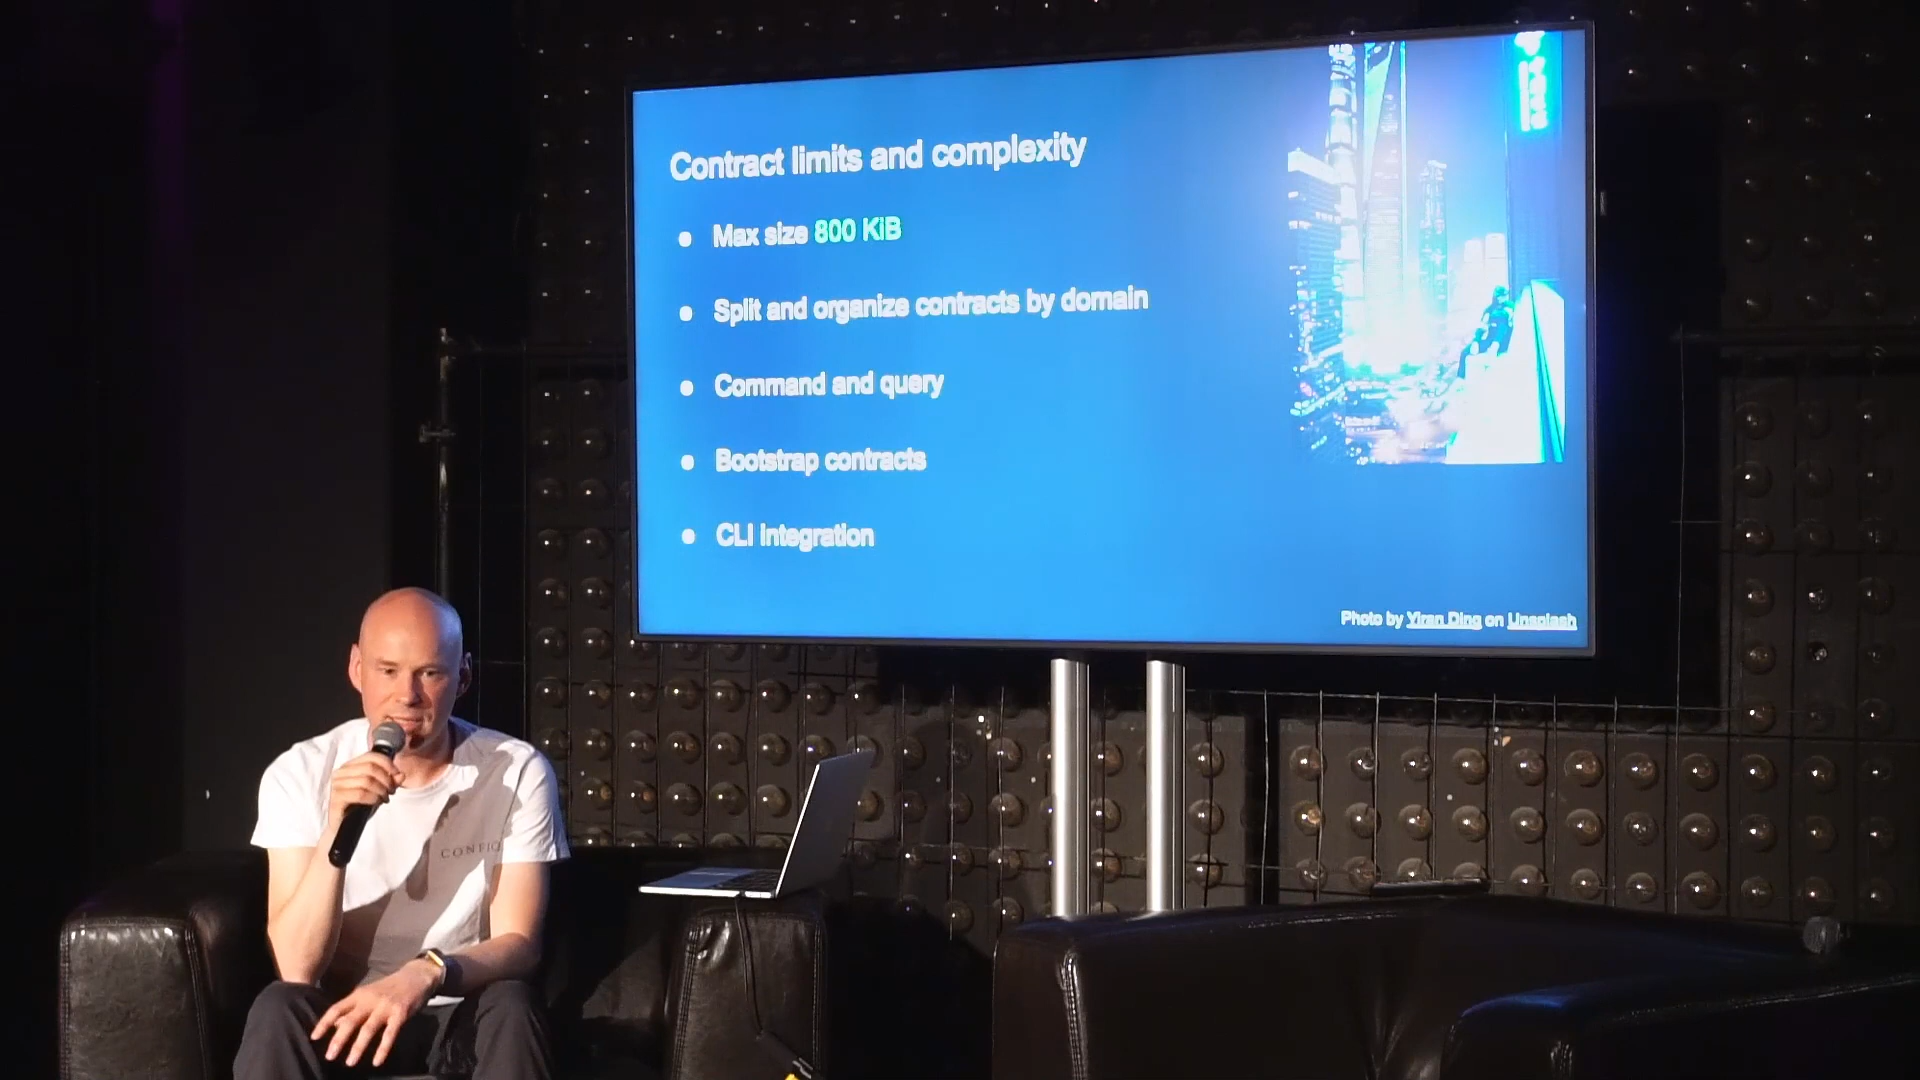 Contract limits and complexity
Max size 800 KiB
Split and organize contracts by domain
Command and query
Bootstrap contracts
CLI integration
Photo by Yiran Ding on Unsplash